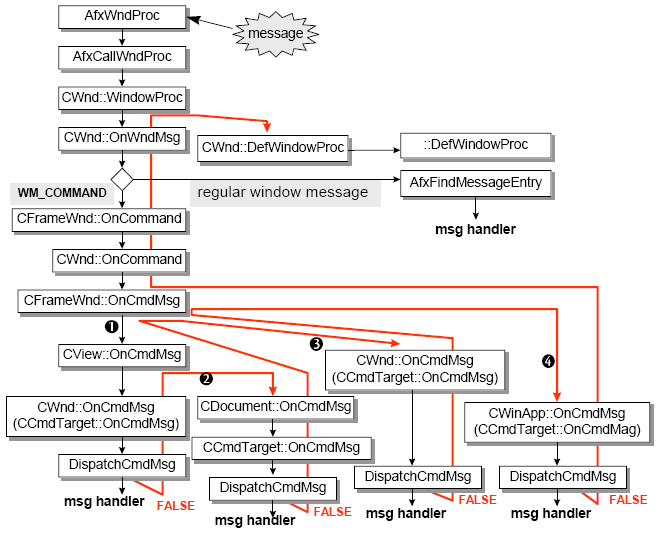 AfxWndProc
message
AfxCallWndProc
CWnd::WindowProc
CWnd::OnWndMsg
CWnd::DefWindowProc
::DefWindowProc
WM_COMMAND
regular window message
AfxFindMessageEntry
msg handler
CFrameWnd::OnCommand
CWnd::OnCommand
CFrameWnd::OnCmdMsg
1
CView::OnCmdMsg
CWnd::OnCmdMsg
(CCmdTarget::OnCmdMsg)
DispatchCmdMsg
msg handler
FALSE
2
CDocument::OnCmdMsg
CCmdTarget::OnCmdMsg
DispatchCmdMsg
msg handler
FALSE
3
CWnd::OnCmdMsg
(CCmdTarget::OnCmdMsg)
DispatchCmdMsg
msg handler
FALSE
4
CWinApp::OnCmdMsg
(CCmdTarget::OnCmdMag)
DispatchCmdMsg
msg handler
FALSE